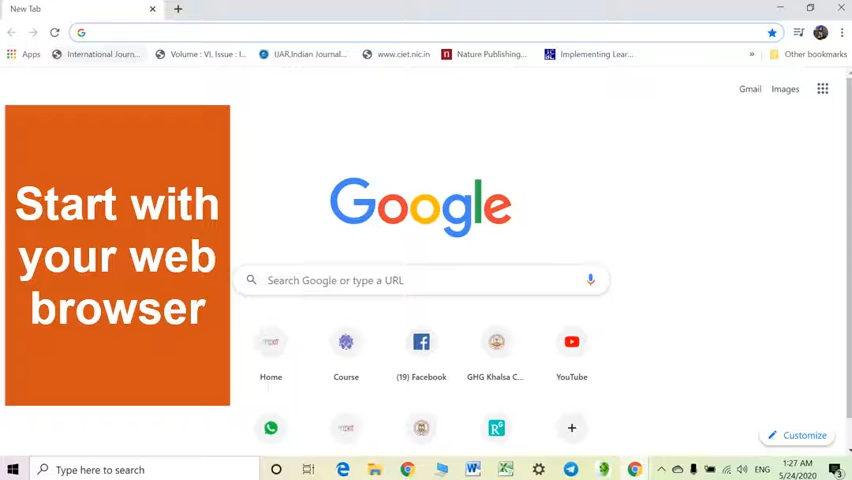 New Tab
Apps
International Journ...
Volume : VI, Issue : I...
IJAR,Indian Journal...
www.ciet.nic.in
Nature Publishing...
Implementing Lear...
»
Other bookmarks
Gmail
Images
Start with
your web
browser
Google
Search Google or type a URL
Home
Course
(19) Facebook
GHG Khalsa C...
YouTube
Customize
Type here to search
ENG
1:27 AM
5/24/2020
3